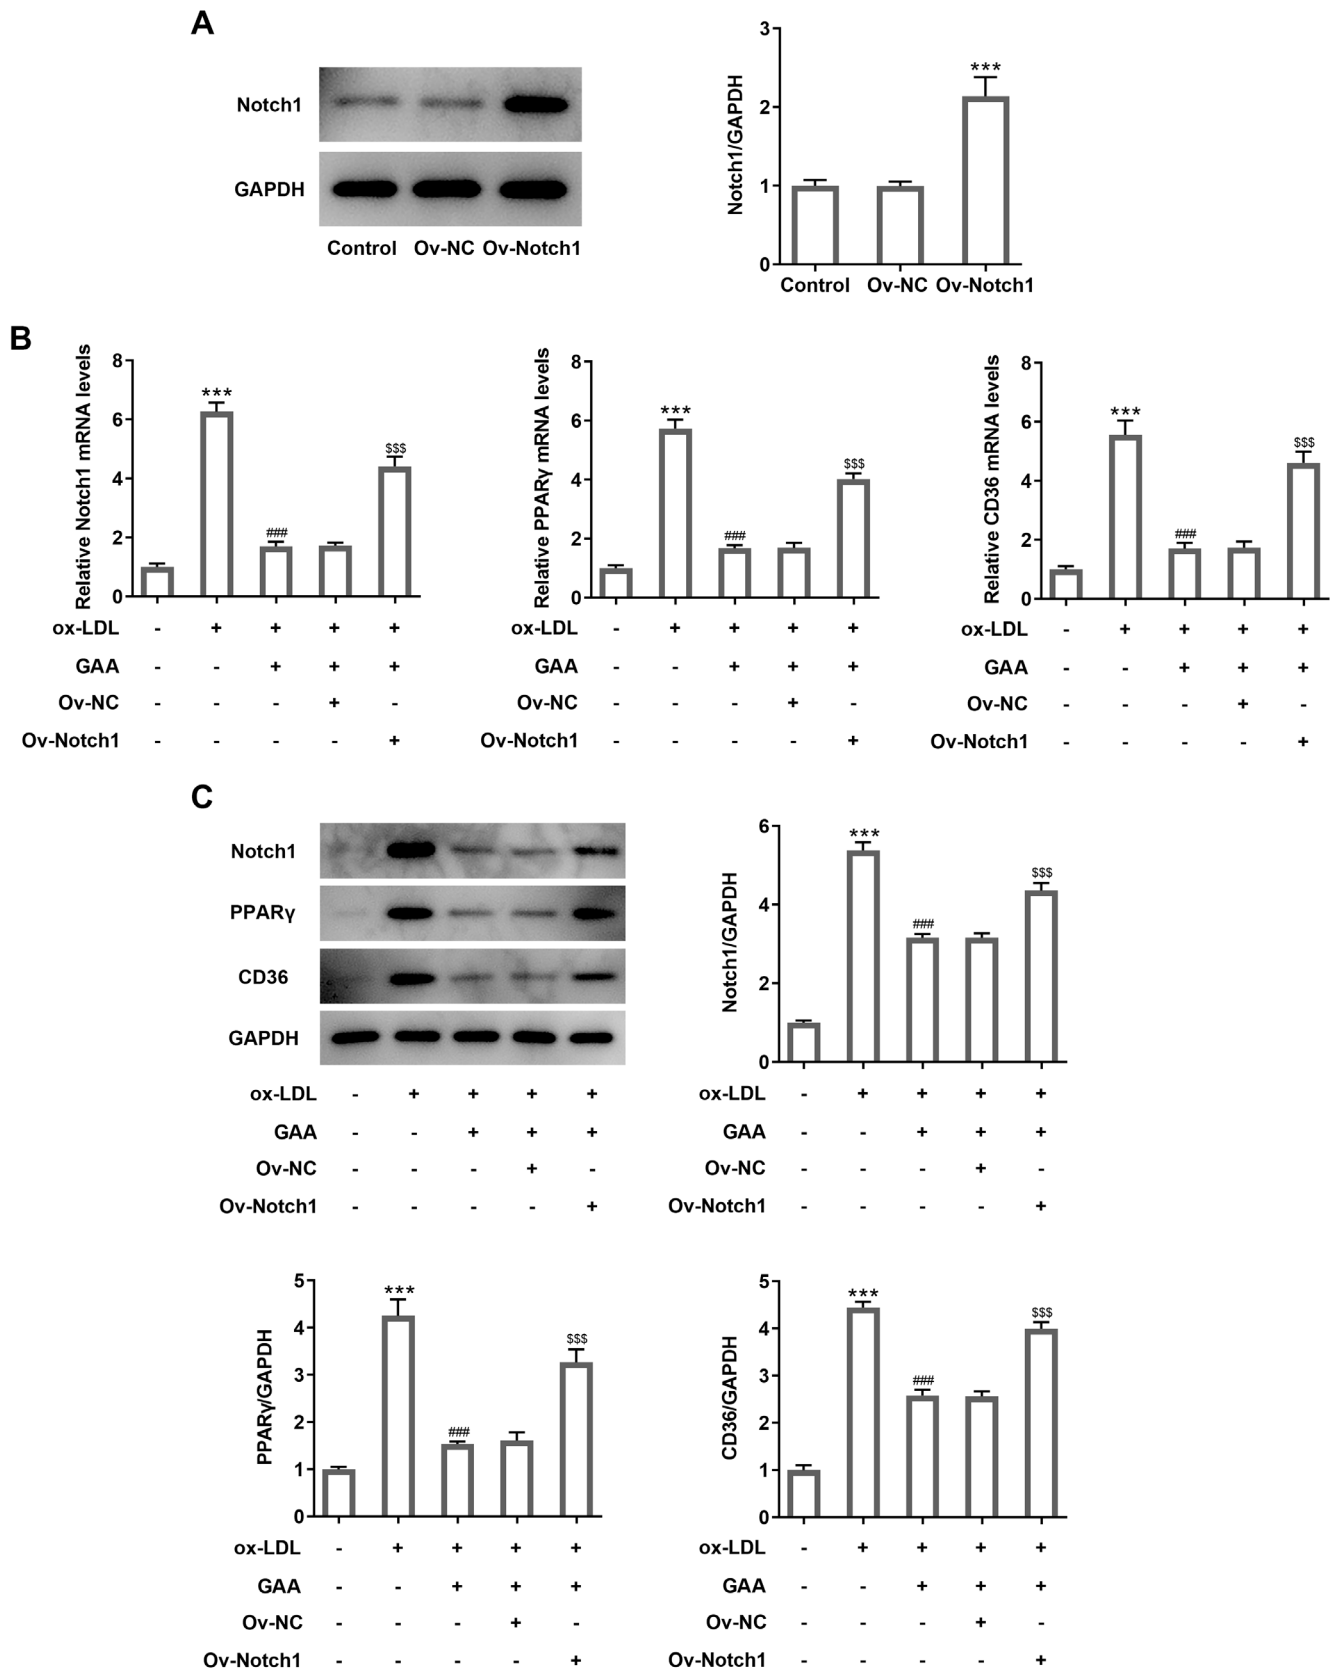 A
Notch1
GAPDH
Control Ov-NC Ov-Notch1
Notch1/GAPDH
3
2
1
0
***
Control Ov-NC Ov-Notch1
B
Relative Notch1 mRNA levels
8
6
4
2
0
***
###
$$$
ox-LDL - + + + +
GAA - - + + +
Ov-NC - - - + -
Ov-Notch1 - - - - +
Relative PPARγ mRNA levels
8
6
4
2
0
***
###
$$$
ox-LDL - + + + +
GAA - - + + +
Ov-NC - - - + -
Ov-Notch1 - - - - +
Relative CD36 mRNA levels
8
6
4
2
0
***
###
$$$
ox-LDL - + + + +
GAA - - + + +
Ov-NC - - - + -
Ov-Notch1 - - - - +
C
Notch1
PPARγ
CD36
GAPDH
ox-LDL - + + + +
GAA - - + + +
Ov-NC - - - + -
Ov-Notch1 - - - - +
Notch1/GAPDH
6
4
2
0
***
###
$$$
ox-LDL - + + + +
GAA - - + + +
Ov-NC - - - + -
Ov-Notch1 - - - - +
PPARγ/GAPDH
5
4
3
2
1
0
***
###
$$$
ox-LDL - + + + +
GAA - - + + +
Ov-NC - - - + -
Ov-Notch1 - - - - +
CD36/GAPDH
5
4
3
2
1
0
***
###
$$$
ox-LDL - + + + +
GAA - - + + +
Ov-NC - - - + -
Ov-Notch1 - - - - +